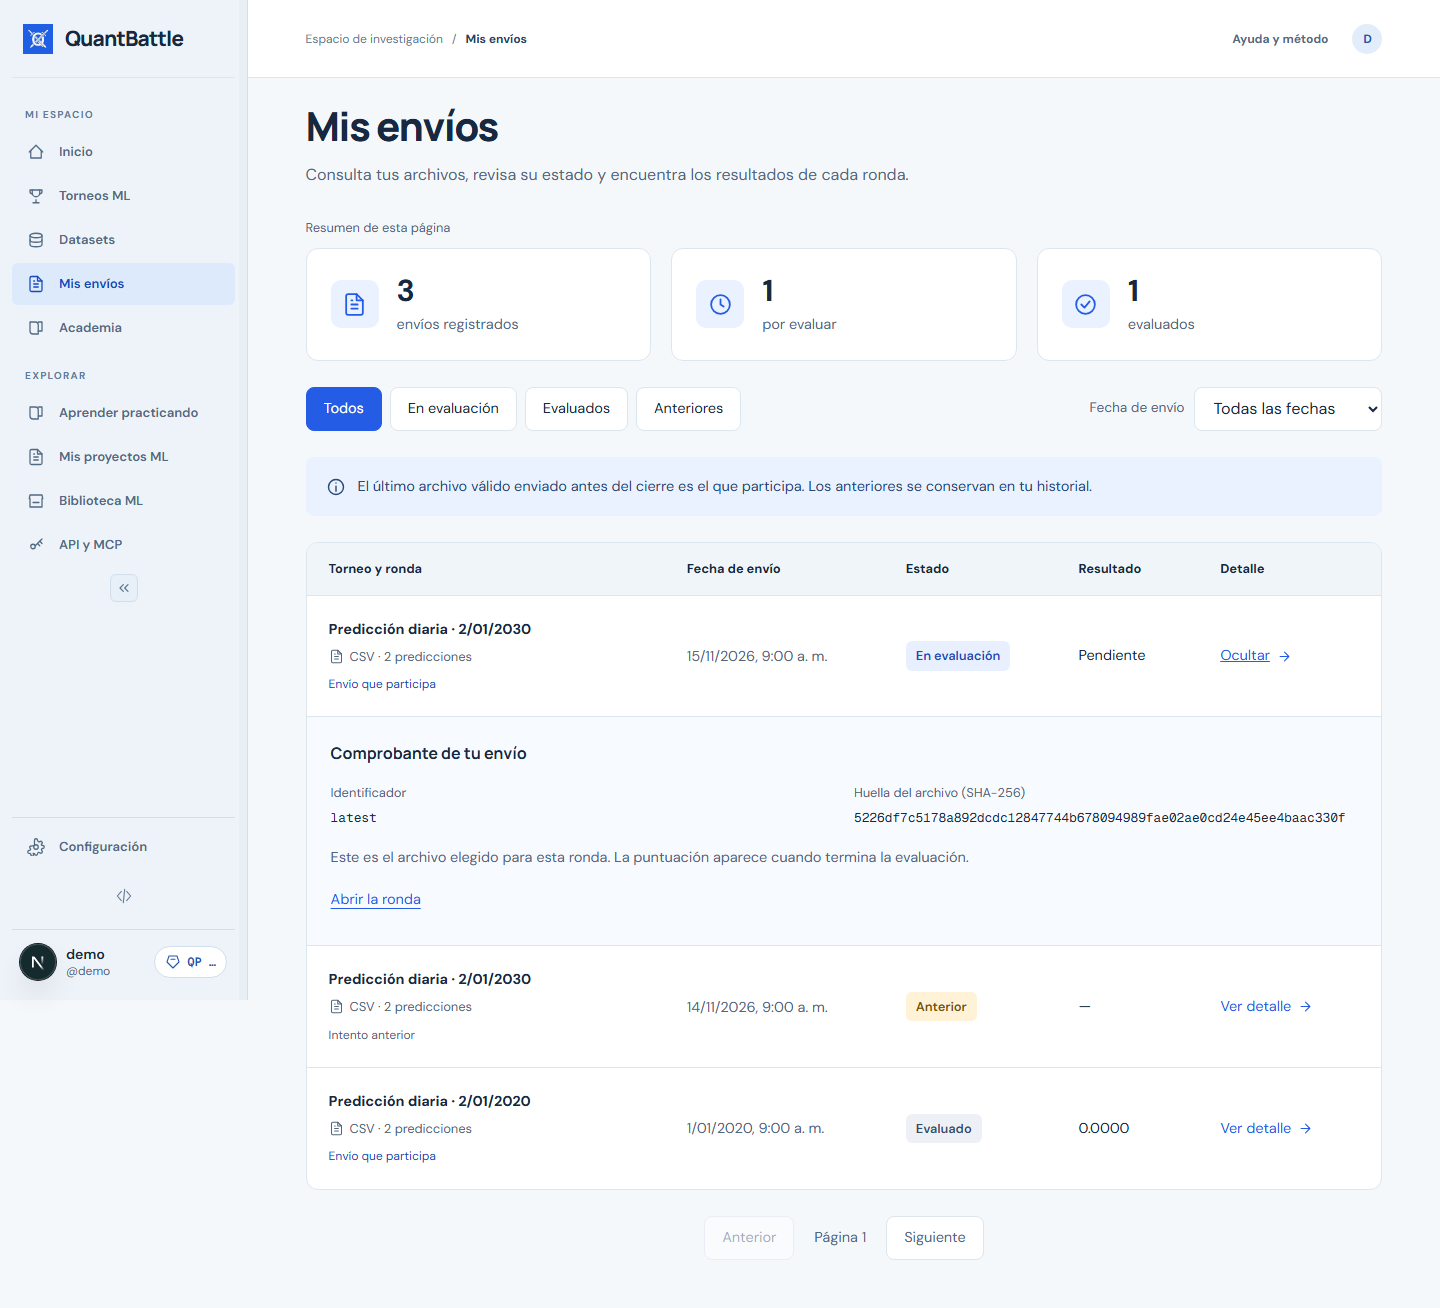 QuantBattle
Espacio de investigación / Mis envíos
Ayuda y método
D
MI ESPACIO
Inicio
Torneos ML
Datasets
Mis envíos
Academia
EXPLORAR
Aprender practicando
Mis proyectos ML
Biblioteca ML
API y MCP
Configuración
N
demo
@demo
QP ...
Mis envíos
Consulta tus archivos, revisa su estado y encuentra los resultados de cada ronda.
Resumen de esta página
3
envíos registrados
1
por evaluar
1
evaluados
Todos
En evaluación
Evaluados
Anteriores
Fecha de envío
Todas las fechas
El último archivo válido enviado antes del cierre es el que participa. Los anteriores se conservan en tu historial.
Torneo y ronda Fecha de envío Estado Resultado Detalle
Predicción diaria · 2/01/2030
CSV · 2 predicciones
Envío que participa
15/11/2026, 9:00 a. m.
En evaluación
Pendiente
Ocultar →
Comprobante de tu envío
Identificador
latest
Huella del archivo (SHA-256)
5226df7c5178a892dcdc12847744b678094989fae02ae0cd24e45ee4baac330f
Este es el archivo elegido para esta ronda. La puntuación aparece cuando termina la evaluación.
Abrir la ronda
Predicción diaria · 2/01/2030
CSV · 2 predicciones
Intento anterior
14/11/2026, 9:00 a. m.
Anterior
—
Ver detalle →
Predicción diaria · 2/01/2020
CSV · 2 predicciones
Envío que participa
1/01/2020, 9:00 a. m.
Evaluado
0.0000
Ver detalle →
Anterior
Página 1
Siguiente